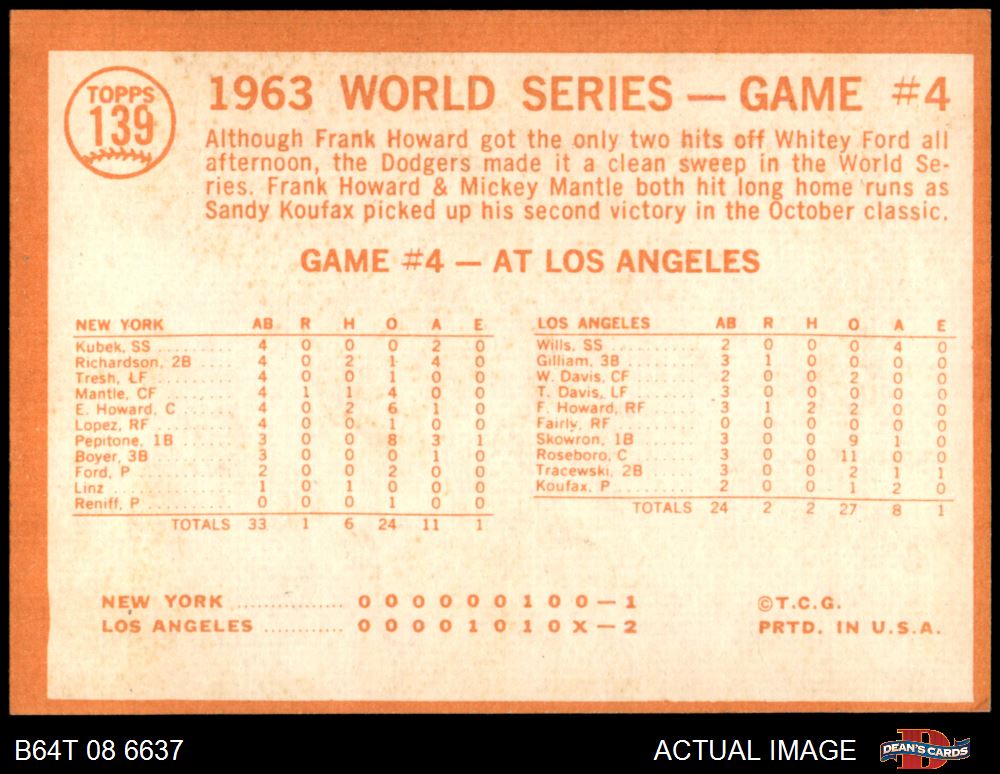 TOPPS
139
1963 WORLD SERIES — GAME #4
Although Frank Howard got the only two hits off Whitey Ford all
afternoon, the Dodgers made it a clean sweep in the World Se-
ries. Frank Howard & Mickey Mantle both hit long home runs as
Sandy Koufax picked up his second victory in the October classic.
GAME #4 — AT LOS ANGELES
NEW YORK AB R H O A E
Kubek, SS .......... 4 0 0 0 2 0
Richardson, 2B .... 4 0 2 1 4 0
Tresh, LF .......... 4 0 0 1 0 0
Mantle, CF ......... 4 1 1 4 0 0
E. Howard, C ....... 4 0 2 6 1 0
Lopez, RF .......... 4 0 0 1 0 0
Pepitone, 1B ....... 3 0 0 8 3 1
Boyer, 3B .......... 3 0 0 0 1 0
Ford, P ............ 2 0 0 2 0 0
Linz ............... 1 0 1 0 0 0
Reniff, P .......... 0 0 0 1 0 0
TOTALS 33 1 6 24 11 1
LOS ANGELES AB R H O A E
Wills, SS .......... 2 0 0 0 4 0
Gilliam, 3B ........ 3 1 0 0 0 0
W. Davis, CF ....... 2 0 0 2 0 0
T. Davis, LF ....... 3 0 0 0 0 0
F. Howard, RF ...... 3 1 2 2 0 0
Fairly, RF ......... 0 0 0 0 0 0
Skowron, 1B ........ 3 0 0 9 1 0
Roseboro, C ........ 3 0 0 11 0 0
Tracewski, 2B ...... 3 0 0 2 1 1
Koufax, P .......... 2 0 0 1 2 0
TOTALS 24 2 2 27 8 1
NEW YORK ............... 0 0 0 0 0 0 1 0 0 — 1
LOS ANGELES ........... 0 0 0 0 1 0 1 0 X — 2
©T.C.G.
PRTD. IN U.S.A.
B64T 08 6637
ACTUAL IMAGE
DEAN'S CARDS